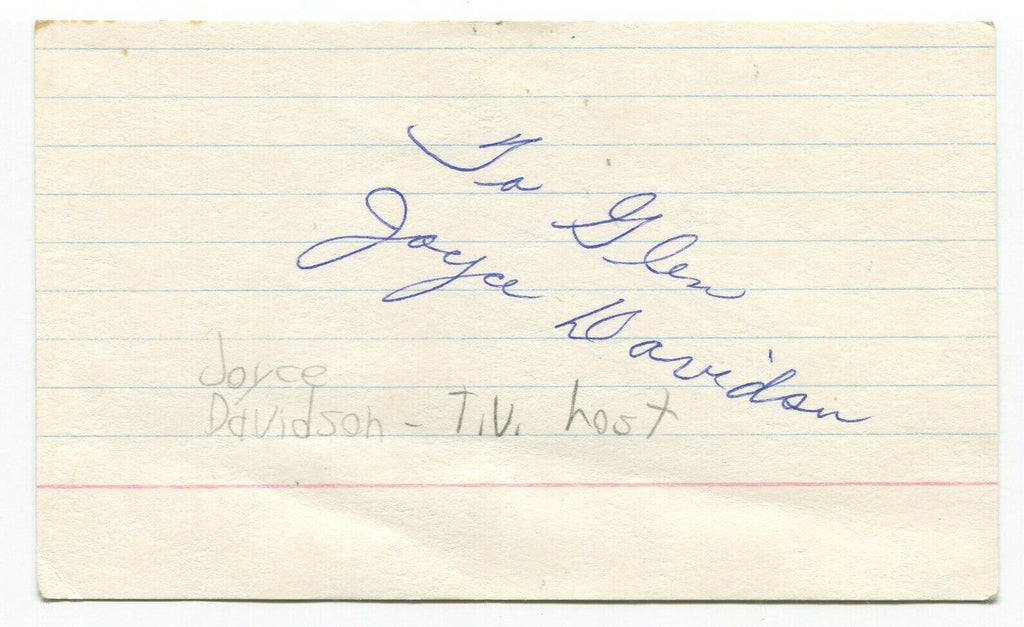 To Glen
Joyce Davidson
Joyce
Davidson - T.V. host